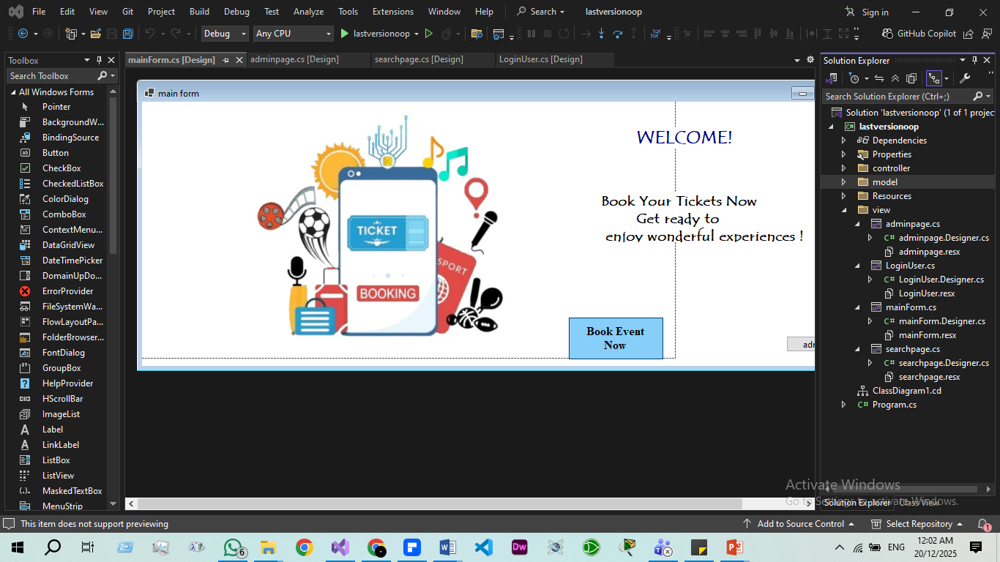 File Edit View Git Project Build Debug Test Analyze Tools Extensions Window Help Search lastversionoop Sign in
Debug Any CPU lastversionoop GitHub Copilot
Toolbox
Search Toolbox
All Windows Forms
Pointer
BackgroundW...
BindingSource
Button
CheckBox
CheckedListBox
ColorDialog
ComboBox
ContextMenu...
DataGridView
DateTimePicker
DomainUpDo...
ErrorProvider
FileSystemWa...
FlowLayoutPa...
FolderBrowser...
FontDialog
GroupBox
HelpProvider
HScrollBar
ImageList
Label
LinkLabel
ListBox
ListView
MaskedTextBox
MenuStrip
mainForm.cs [Design] adminpage.cs [Design] searchpage.cs [Design] LoginUser.cs [Design]
main form
TICKET
SPORT
BOOKING
WELCOME!
Book Your Tickets Now
Get ready to
enjoy wonderful experiences !
Book Event
Now
adr
Solution Explorer
Search Solution Explorer (Ctrl+;)
Solution 'lastversionoop' (1 of 1 projec
lastversionoop
Dependencies
Properties
controller
model
Resources
view
adminpage.cs
adminpage.Designer.cs
adminpage.resx
LoginUser.cs
LoginUser.Designer.cs
LoginUser.resx
mainForm.cs
mainForm.Designer.cs
mainForm.resx
searchpage.cs
searchpage.Designer.cs
searchpage.resx
ClassDiagram1.cd
Program.cs
Activate Windows
Go to Settings to activate Windows.
Solution Explorer Class View
This item does not support previewing Add to Source Control Select Repository 1
6 Dw ENG 12:02 AM
20/12/2025